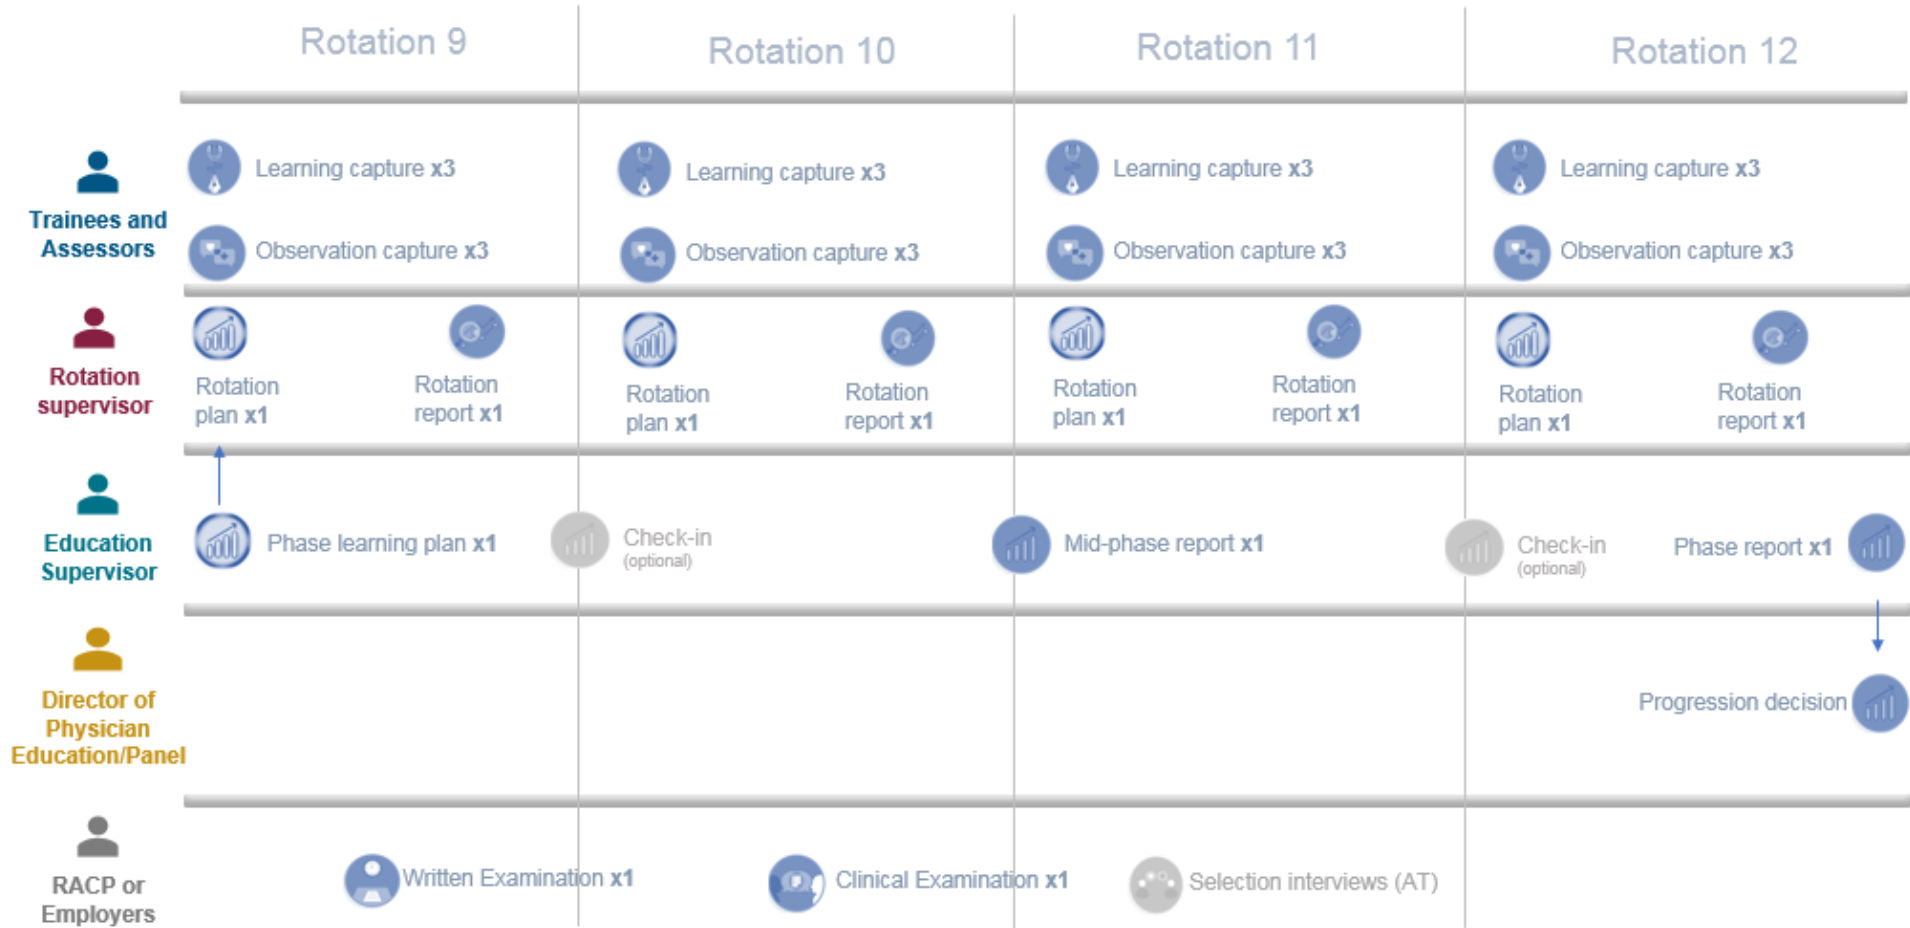 Rotation 9
Rotation 10
Rotation 11
Rotation 12
Trainees and
Assessors
Learning capture x3
Learning capture x3
Learning capture x3
Learning capture x3
Observation capture x3
Observation capture x3
Observation capture x3
Observation capture x3
Rotation
supervisor
Rotation
plan x1
Rotation
report x1
Rotation
plan x1
Rotation
report x1
Rotation
plan x1
Rotation
report x1
Rotation
plan x1
Rotation
report x1
Education
Supervisor
Phase learning plan x1
Check-in
(optional)
Mid-phase report x1
Check-in
(optional)
Phase report x1
Director of
Physician
Education/Panel
Progression decision
RACP or
Employers
Written Examination x1
Clinical Examination x1
Selection interviews (AT)